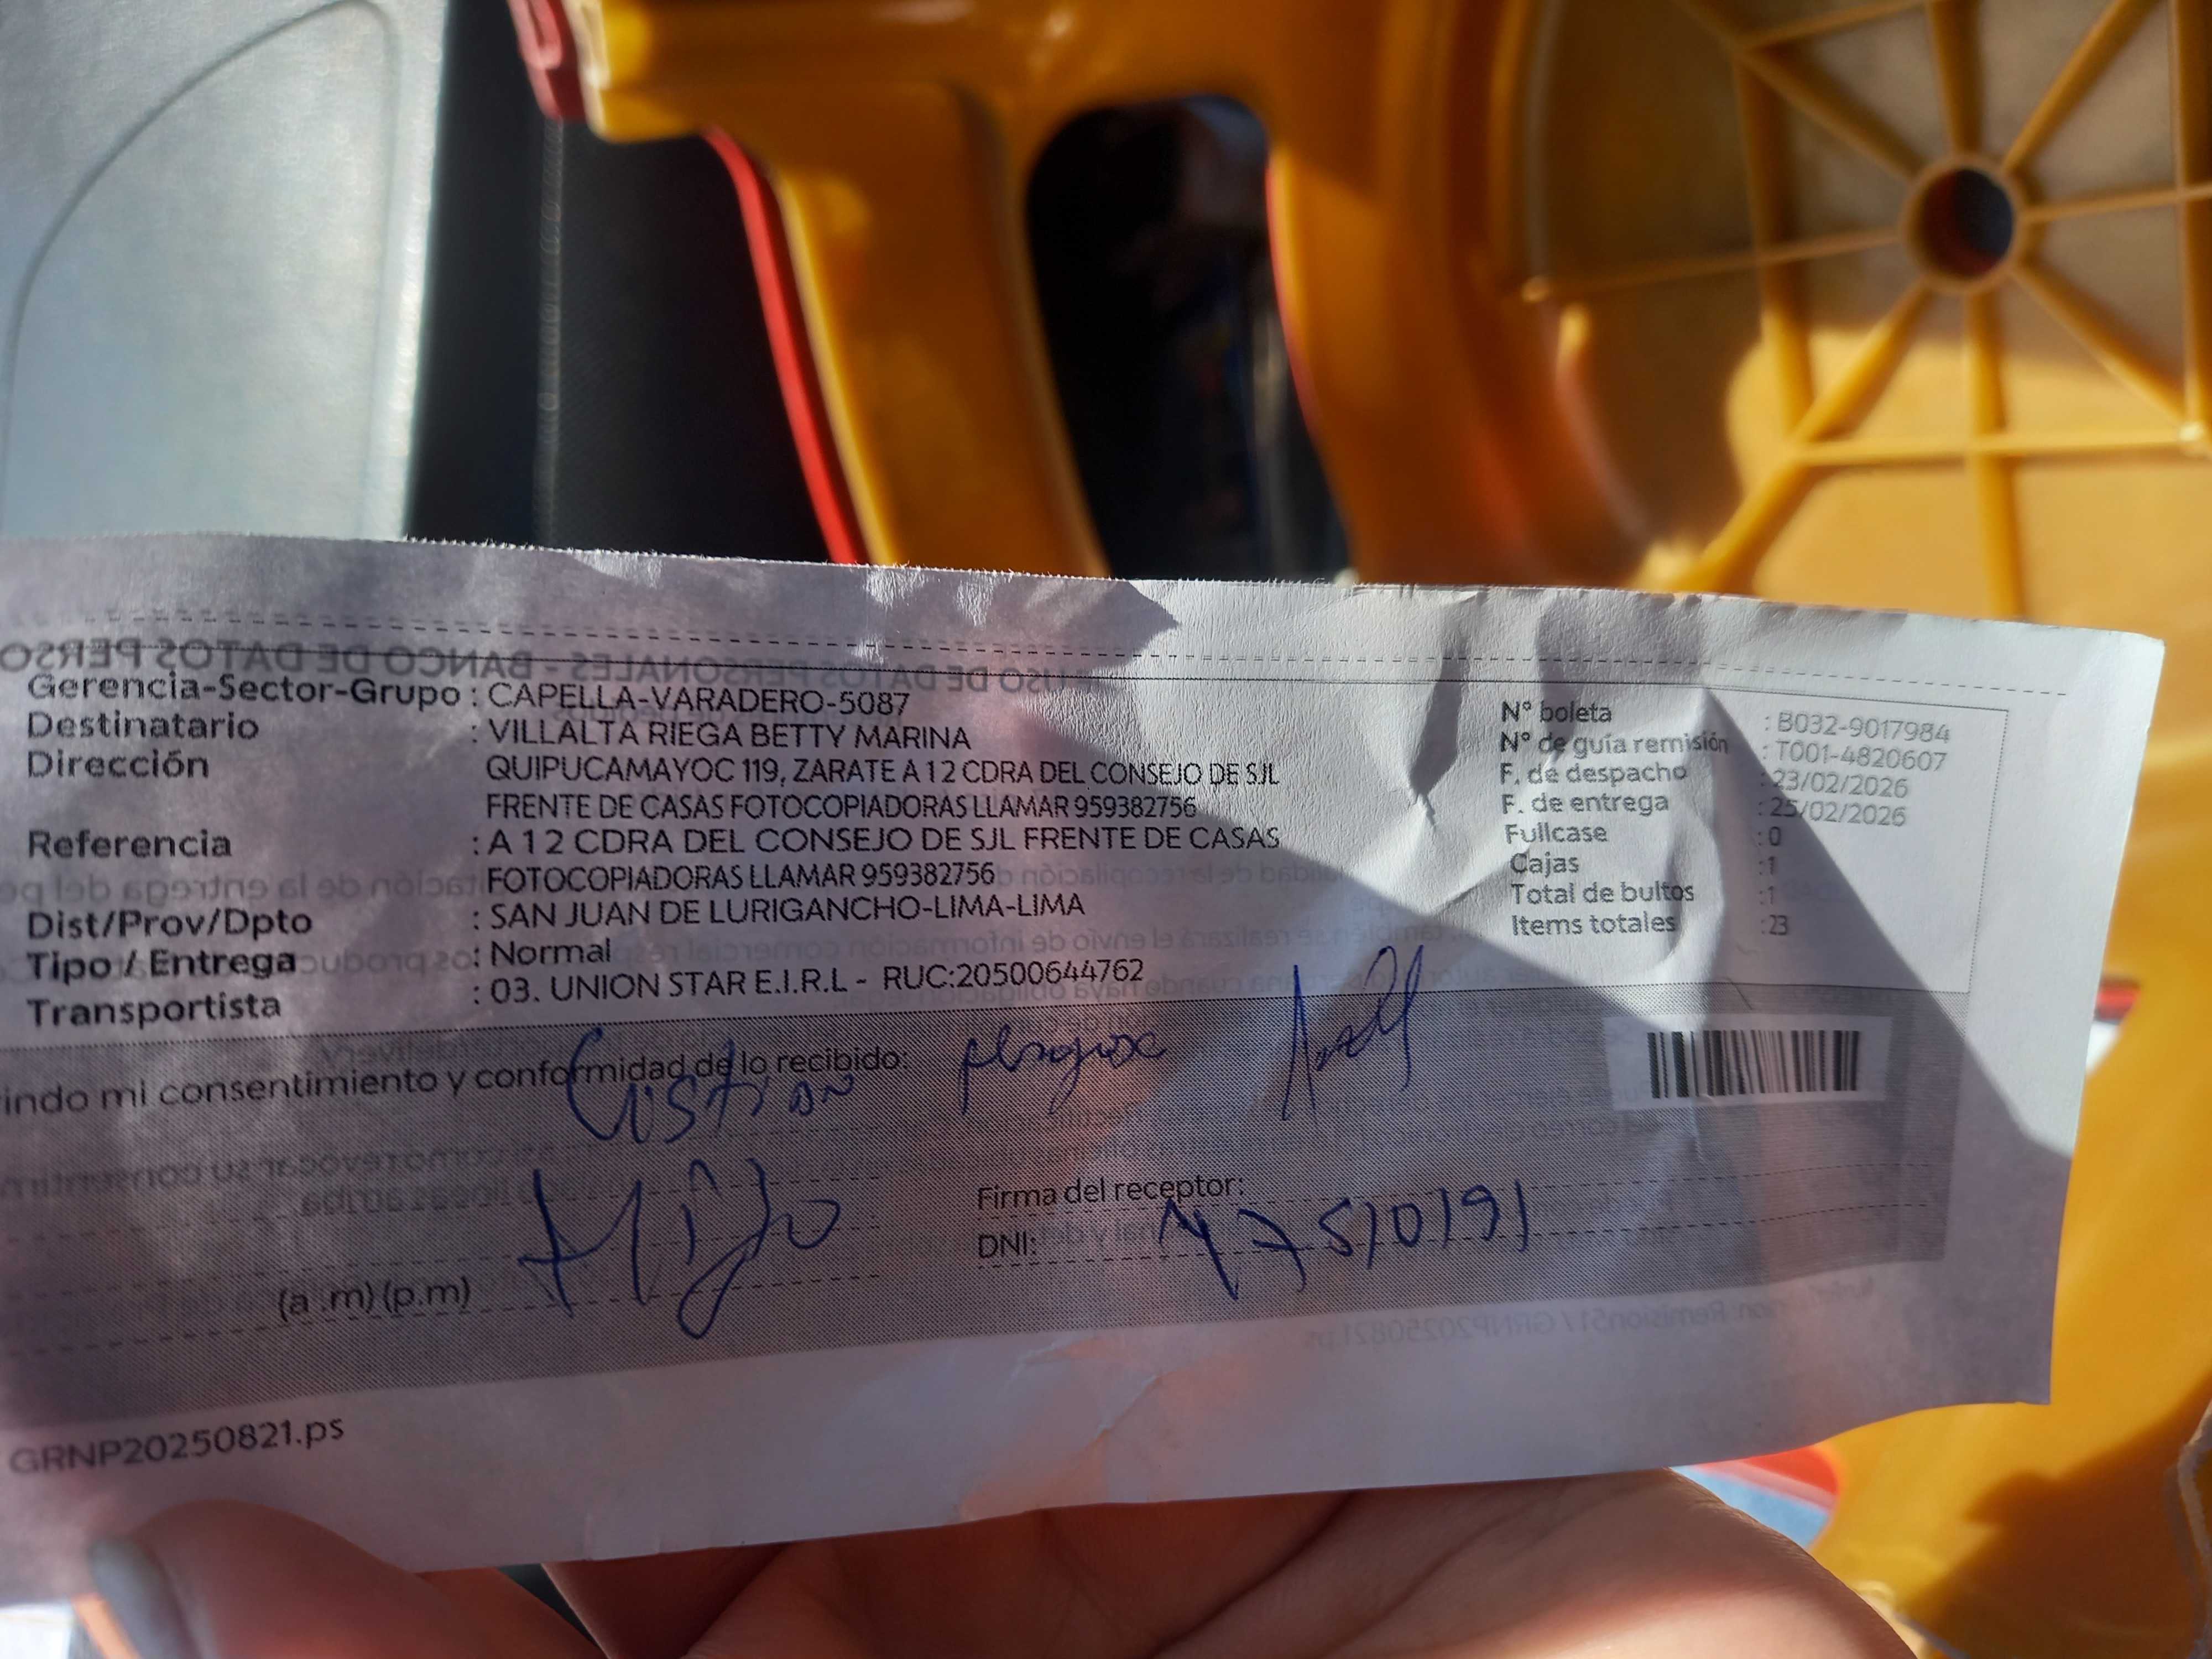 Gerencia-Sector-Grupo : CAPELLA-VARADERO-5087
Destinatario : VILLALTA RIEGA BETTY MARINA
Dirección QUIPUCAMAYOC 119, ZARATE A 1 2 CDRA DEL CONSEJO DE SJL
FRENTE DE CASAS FOTOCOPIADORAS LLAMAR 959382756
Referencia : A 1 2 CDRA DEL CONSEJO DE SJL FRENTE DE CASAS
FOTOCOPIADORAS LLAMAR 959382756
Dist/Prov/Dpto : SAN JUAN DE LURIGANCHO-LIMA-LIMA
Tipo / Entrega : Normal
Transportista : 03. UNION STAR E.I.R.L - RUC:20500644762
N° boleta : B032-9017984
N° de guía remisión : T001-4820607
F. de despacho : 23/02/2026
F. de entrega : 25/02/2026
Fullcase : 0
Cajas : 1
Total de bultos : 1
Items totales : 23
indo mi consentimiento y conformidad de lo recibido:
Cristian
Hijo
Firma del receptor:
DNI: 47510191
(a .m) (p.m)
GRNP20250821.ps